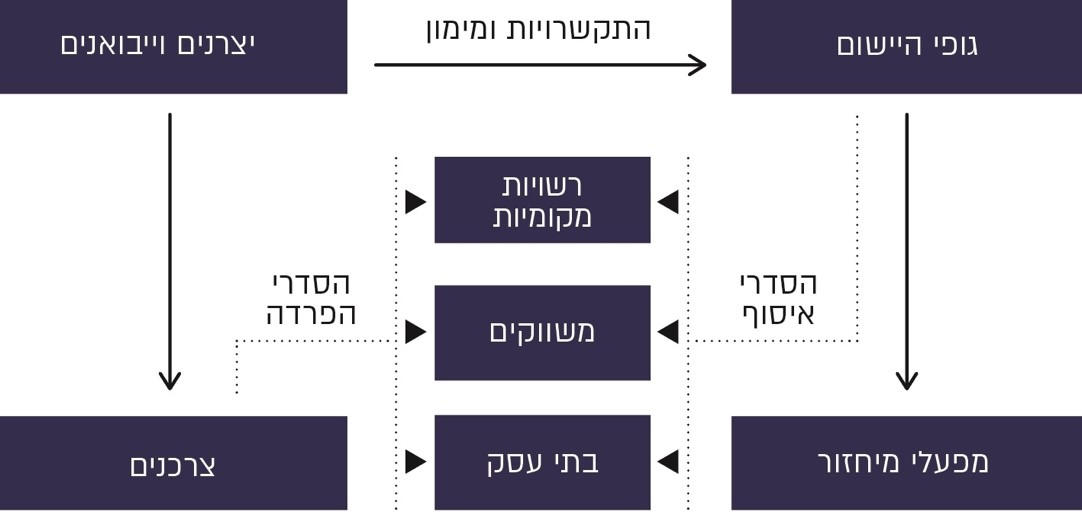 גופי היישום
התקשרויות ומימון
יצרנים וייבואנים
רשויות
מקומיות
הסדרי
איסוף
משווקים
הסדרי
הפרדה
מפעלי מיחזור
בתי עסק
צרכנים